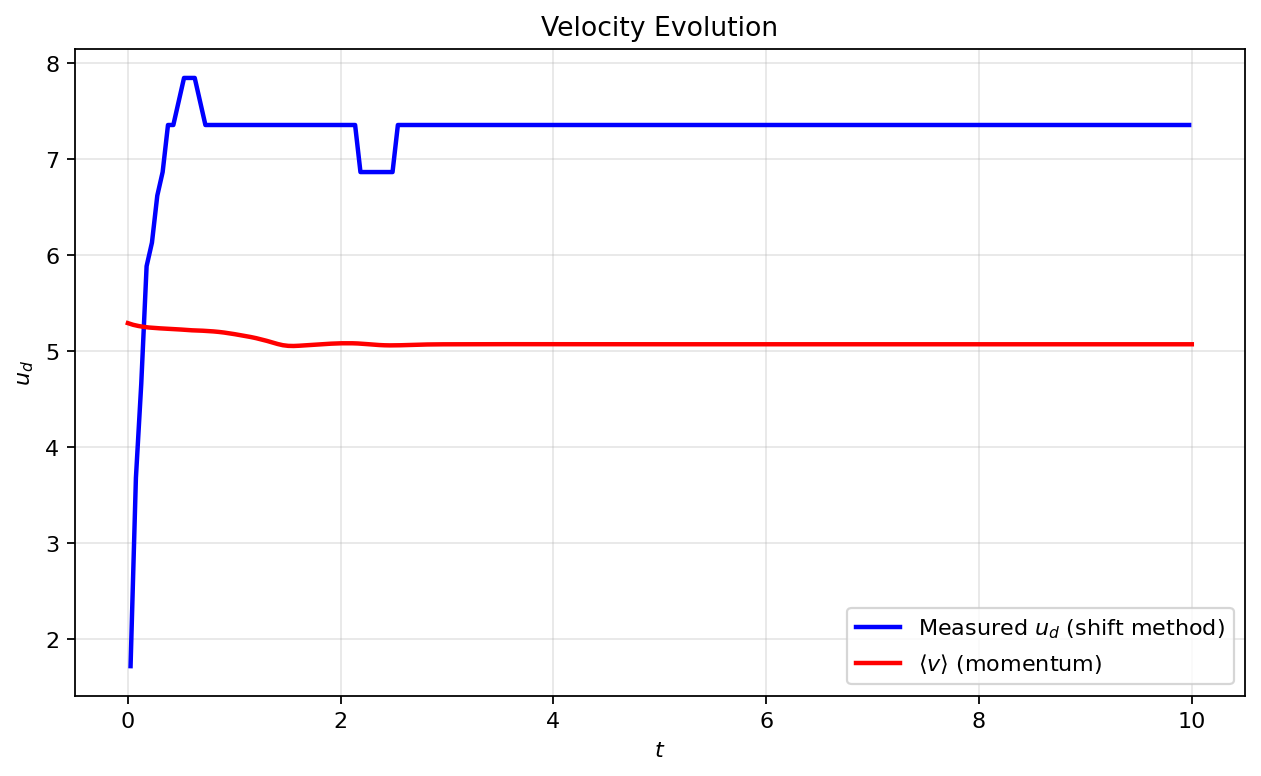 Velocity Evolution
8
7
6
5
4
3
2
u_d
0 2 4 6 8 10
t
Measured u_d (shift method)
⟨v⟩ (momentum)